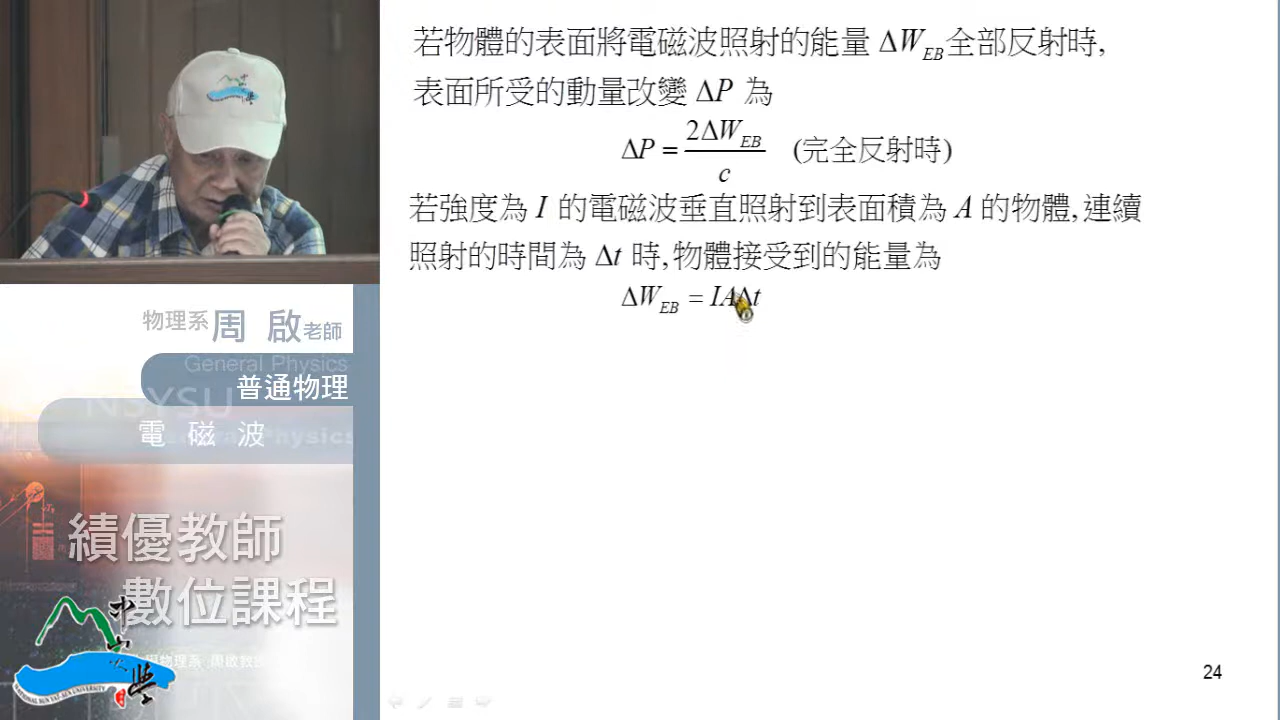 若物體的表面將電磁波照射的能量 ΔW_EB 全部反射時,
表面所受的動量改變 ΔP 為
ΔP = 2ΔW_EB / c (完全反射時)
若強度為 I 的電磁波垂直照射到表面積為 A 的物體,連續
照射的時間為 Δt 時,物體接受到的能量為
ΔW_EB = IAΔt
物理系周 啟老師
General Physics
普通物理
NSYSU
電 磁 波
績優教師
數位課程
24